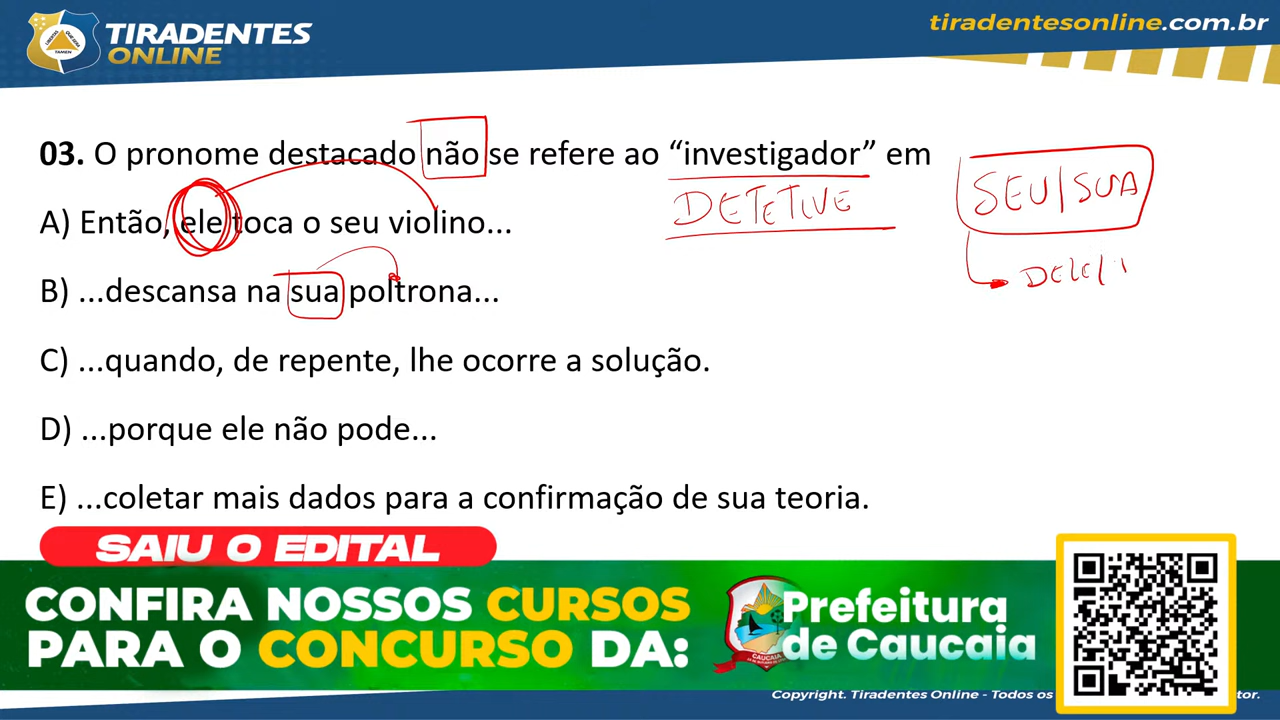 TIRADENTES
ONLINE
tiradentesonline.com.br
03. O pronome destacado não se refere ao “investigador” em
DETETIVE
SEU/SUA
A) Então, ele toca o seu violino...
B) ...descansa na sua poltrona...
DELE/
C) ...quando, de repente, lhe ocorre a solução.
D) ...porque ele não pode...
E) ...coletar mais dados para a confirmação de sua teoria.
SAIU O EDITAL
CONFIRA NOSSOS CURSOS
PARA O CONCURSO DA:
Prefeitura
de Caucaia
CAUCAIA
Copyright. Tiradentes Online - Todos os
tor.